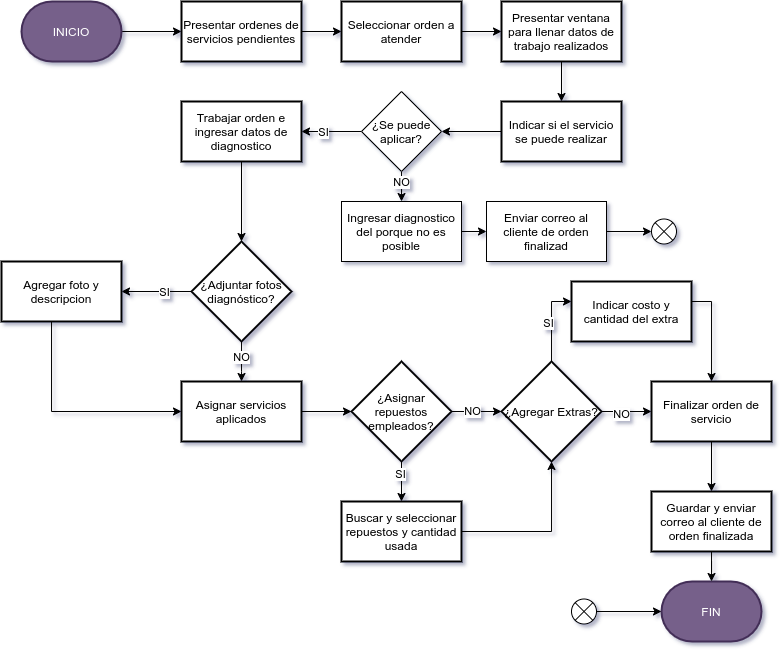 INICIO
Presentar ordenes de
servicios pendientes
Seleccionar orden a
atender
Presentar ventana
para llenar datos de
trabajo realizados
Indicar si el servicio
se puede realizar
¿Se puede
aplicar?
SI
Trabajar orden e
ingresar datos de
diagnostico
NO
Ingresar diagnostico
del porque no es
posible
Enviar correo al
cliente de orden
finalizad
¿Adjuntar fotos
diagnóstico?
SI
Agregar foto y
descripcion
NO
Asignar servicios
aplicados
¿Asignar
repuestos
empleados?
NO
SI
Buscar y seleccionar
repuestos y cantidad
usada
¿Agregar Extras?
SI
Indicar costo y
cantidad del extra
NO
Finalizar orden de
servicio
Guardar y enviar
correo al cliente de
orden finalizada
FIN